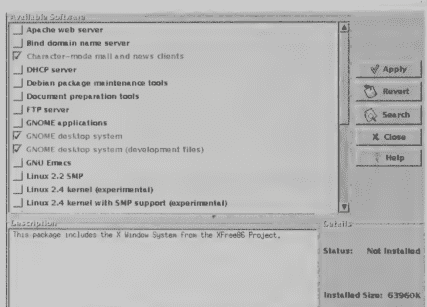 Available Software
Apache web server
Bind domain name server
Character-mode mail and news clients
DHCP server
Debian package maintenance tools
Document preparation tools
FTP server
GNOME applications
GNOME desktop system
GNOME desktop system (development files)
GNU Emacs
Linux 2.2 SMP
Linux 2.4 kernel (experimental)
Linux 2.4 kernel with SMP support (experimental)
Apply
Revert
Search
Close
Help
Description
This package includes the X Window System from the XFree86 Project.
Details
Status: Not Installed
Installed Size: 63960K